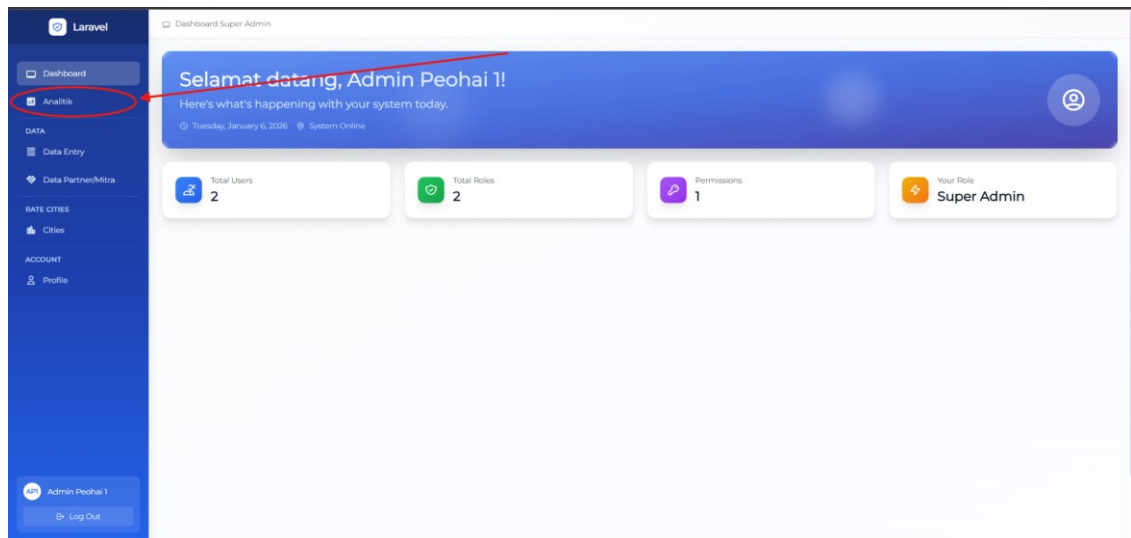 Laravel
Dashboard
Analitik
DATA
Data Entry
Data Partner/Mitra
RATE CITIES
Cities
ACCOUNT
Profile
API
Admin Peohai 1
Log Out
Dashboard Super Admin
Selamat datang, Admin Peohai 1!
Here's what's happening with your system today.
Tuesday, January 6, 2026 System Online
Total Users
2
Total Roles
2
Permissions
1
Your Role
Super Admin